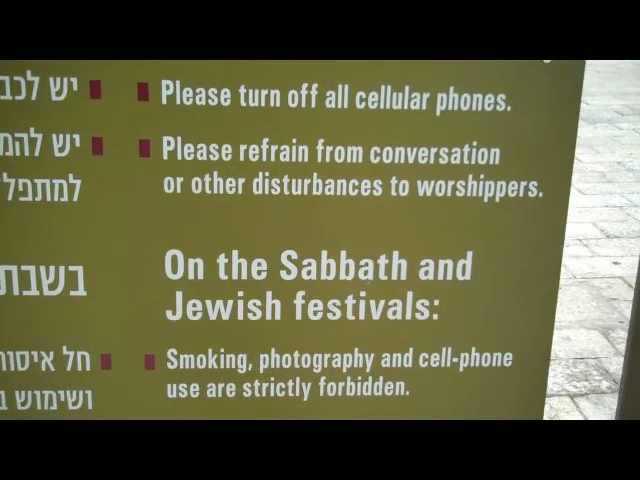 יש לכב
Please turn off all cellular phones.
יש להמ
למתפלל
Please refrain from conversation
or other disturbances to worshippers.
בשבת
On the Sabbath and
Jewish festivals:
חל איסור
ושימוש ב
Smoking, photography and cell-phone
use are strictly forbidden.